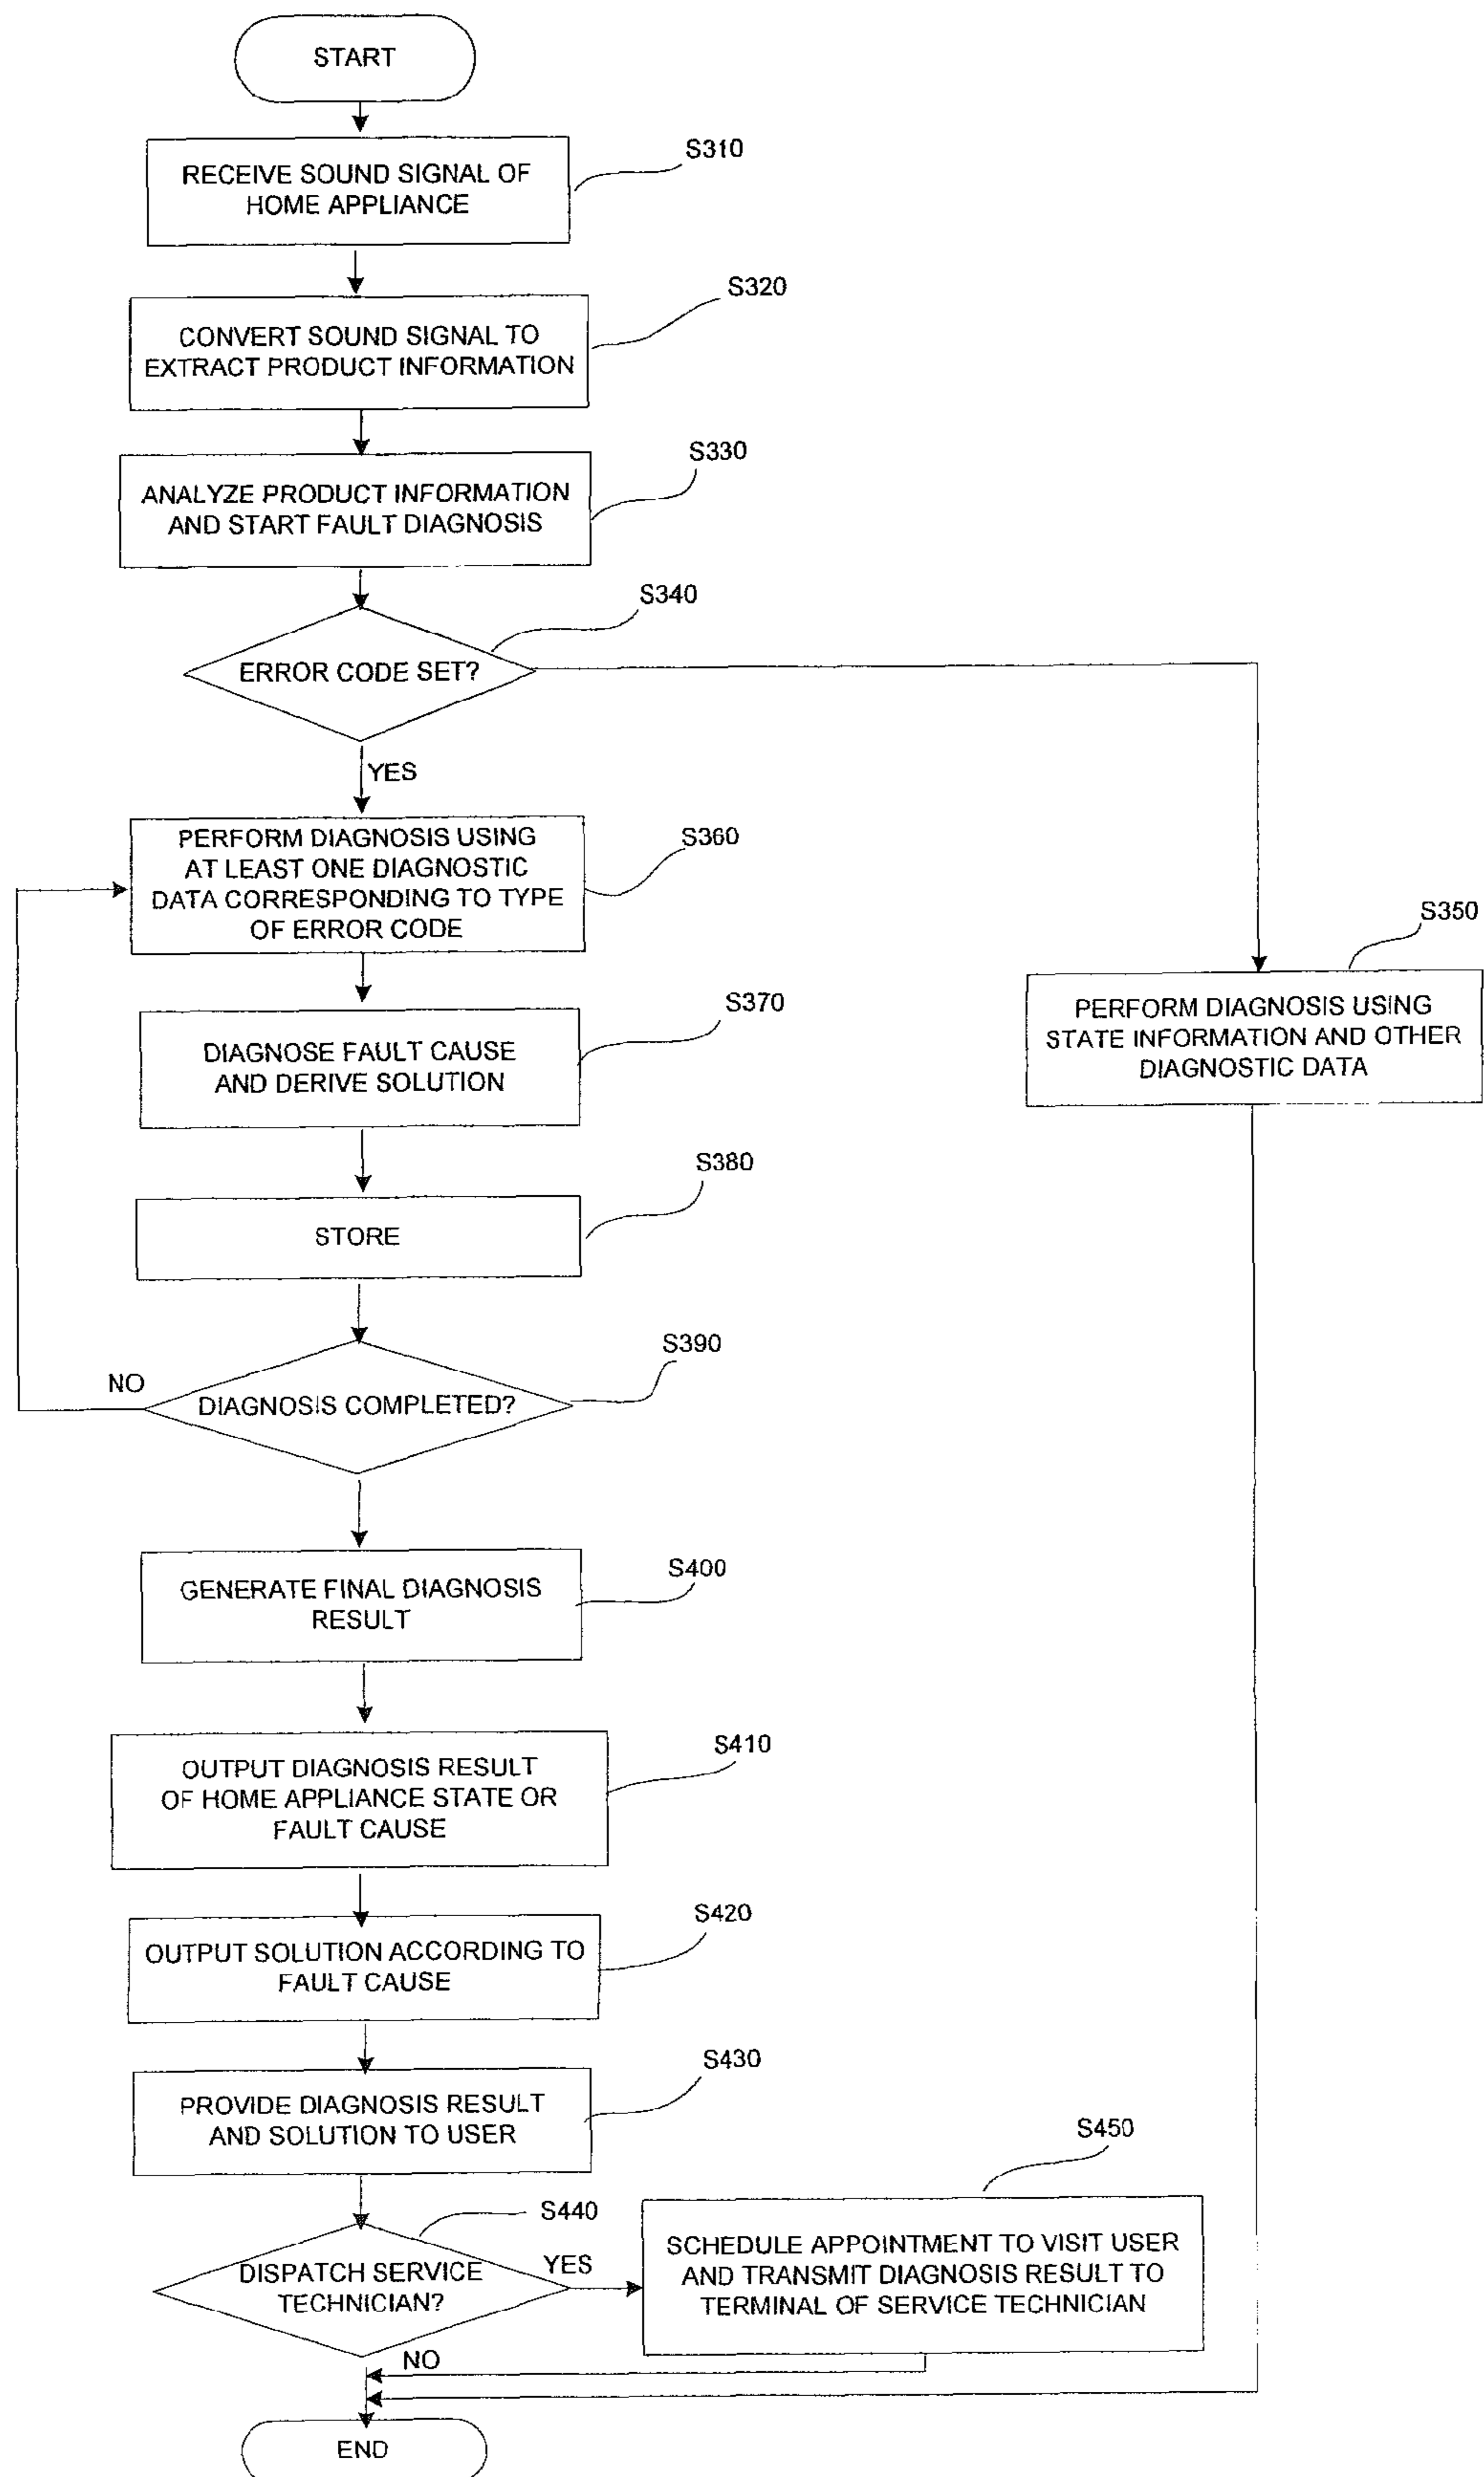 START
S310
RECEIVE SOUND SIGNAL OF
HOME APPLIANCE
S320
CONVERT SOUND SIGNAL TO
EXTRACT PRODUCT INFORMATION
S330
ANALYZE PRODUCT INFORMATION
AND START FAULT DIAGNOSIS
S340
ERROR CODE SET?
YES
S360
PERFORM DIAGNOSIS USING
AT LEAST ONE DIAGNOSTIC
DATA CORRESPONDING TO TYPE
OF ERROR CODE
S350
PERFORM DIAGNOSIS USING
STATE INFORMATION AND OTHER
DIAGNOSTIC DATA
S370
DIAGNOSE FAULT CAUSE
AND DERIVE SOLUTION
S380
STORE
S390
NO
DIAGNOSIS COMPLETED?
S400
GENERATE FINAL DIAGNOSIS
RESULT
S410
OUTPUT DIAGNOSIS RESULT
OF HOME APPLIANCE STATE OR
FAULT CAUSE
S420
OUTPUT SOLUTION ACCORDING TO
FAULT CAUSE
S430
PROVIDE DIAGNOSIS RESULT
AND SOLUTION TO USER
S440
DISPATCH SERVICE
TECHNICIAN?
YES
S450
SCHEDULE APPOINTMENT TO VISIT USER
AND TRANSMIT DIAGNOSIS RESULT TO
TERMINAL OF SERVICE TECHNICIAN
NO
END